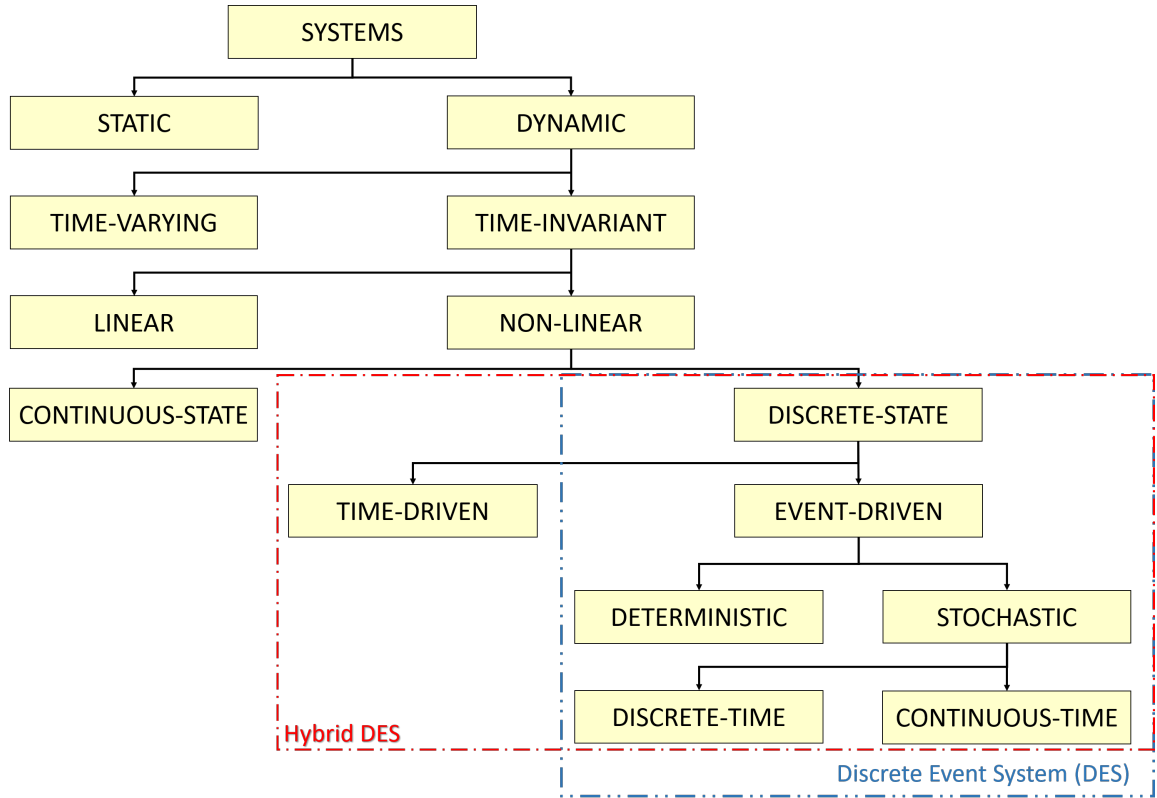 SYSTEMS
STATIC
DYNAMIC
TIME-VARYING
TIME-INVARIANT
LINEAR
NON-LINEAR
CONTINUOUS-STATE
DISCRETE-STATE
TIME-DRIVEN
EVENT-DRIVEN
DETERMINISTIC
STOCHASTIC
DISCRETE-TIME
CONTINUOUS-TIME
Hybrid DES
Discrete Event System (DES)